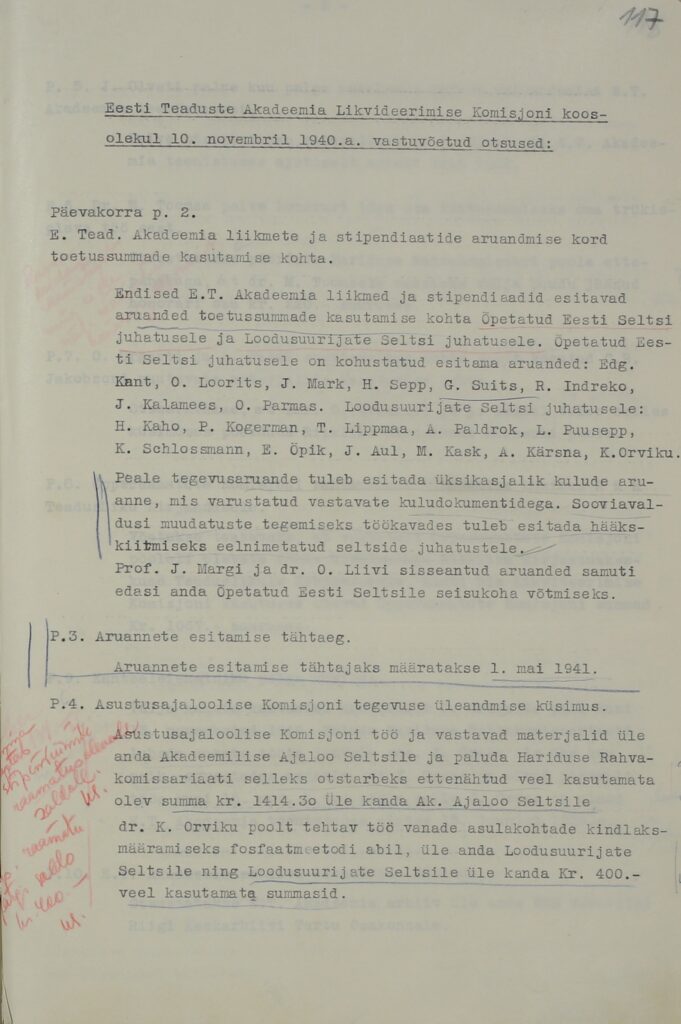 117
Eesti Teaduste Akadeemia Likvideerimise Komisjoni koos-
olekul 10. novembril 1940.a. vastuvõetud otsused:
Päevakorra p. 2.
E. Tead. Akadeemia liikmete ja stipendiaatide aruandmise kord
toetussummade kasutamise kohta.
Endised E.T. Akadeemia liikmed ja stipendiaadid esitavad
aruanded toetussummade kasutamise kohta Õpetatud Eesti Seltsi
juhatusele ja Loodusuurijate Seltsi juhatusele. Õpetatud Ees-
ti Seltsi juhatusele on kohustatud esitama aruanded: Edg.
Kant, O. Loorits, J. Mark, H. Sepp, G. Suits, R. Indreko,
J. Kalamees, O. Parmas. Loodusuurijate Seltsi juhatusele:
H. Kaho, P. Kogerman, T. Lippmaa, A. Paldrok, L. Puusepp,
K. Schlossmann, E. Öpik, J. Aul, M. Kask, A. Kärsna, K.Orviku.
Peale tegevusaruande tuleb esitada üksikasjalik kulude aru-
anne, mis varustatud vastavate kuludokumentidega. Sooviaval-
dusi muudatuste tegemiseks töökavades tuleb esitada hääks-
kiitmiseks eelnimetatud seltside juhatustele.
Prof. J. Margi ja dr. O. Liivi sisseantud aruanded samuti
edasi anda Õpetatud Eesti Seltsile seisukoha võtmiseks.
P.3. Aruannete esitamise tähtaeg.
Aruannete esitamise tähtajaks määratakse 1. mai 1941.
P.4. Asustusajaloolise Komisjoni tegevuse üleandmise küsimus.
Asustusajaloolise Komisjoni töö ja vastavad materjalid üle
anda Akadeemilise Ajaloo Seltsile ja paluda Hariduse Rahva-
komissariaati selleks otstarbeks ettenähtud veel kasutamata
olev summa kr. 1414.30 üle kanda Ak. Ajaloo Seltsile,
dr. K. Orviku poolt tehtav töö vanade asulakohtade kindlaks-
määramiseks fosfaatmeetodi abil, üle anda Loodusuurijate
Seltsile ning Loodusuurijate Seltsile üle kanda Kr. 400.-
veel kasutamata summasid.